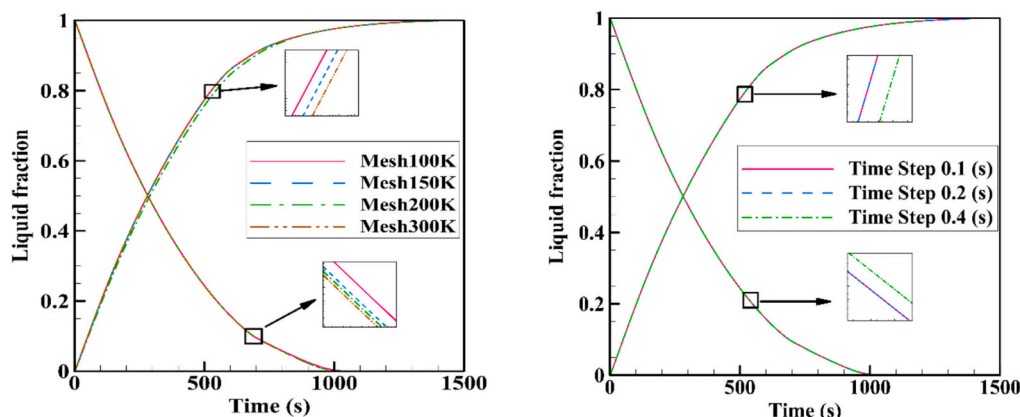 Liquid fraction
1
0.8
0.6
0.4
0.2
0
0
500
1000
1500
Time (s)
Mesh100K
Mesh150K
Mesh200K
Mesh300K
Liquid fraction
1
0.8
0.6
0.4
0.2
0
0
500
1000
1500
Time (s)
Time Step 0.1 (s)
Time Step 0.2 (s)
Time Step 0.4 (s)